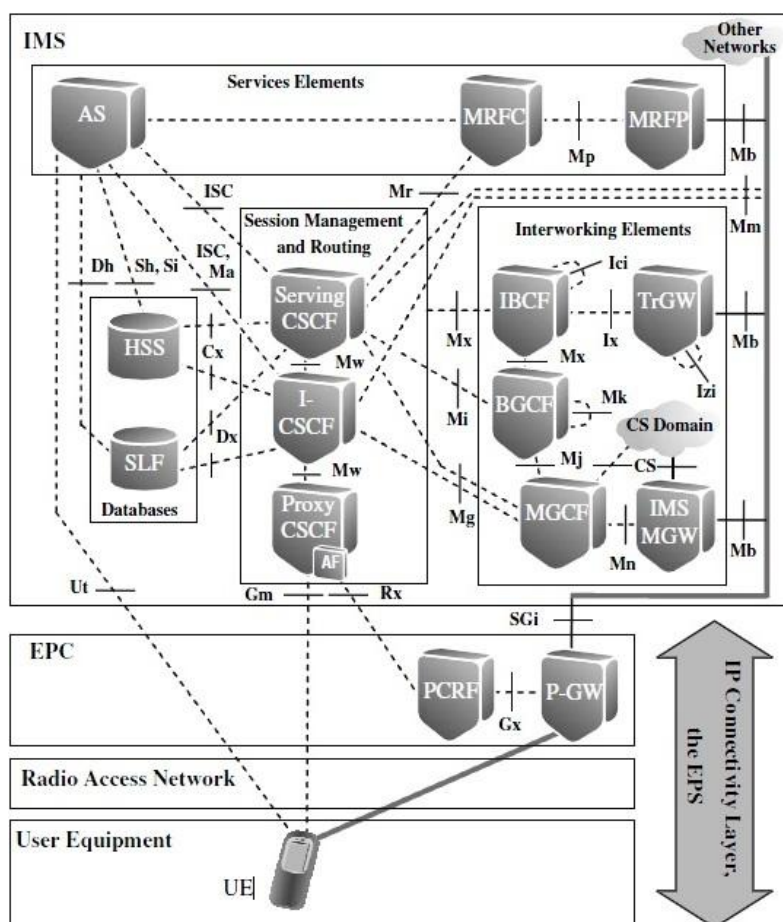 IMS
Other
Networks
Services Elements
AS
MRFC
MRFP
Mp
Mb
ISC
Mr
Mm
Session Management
and Routing
Interworking Elements
ISC,
Ma
Dh
Sh, Si
Serving
CSCF
IBCF
Ici
TrGW
HSS
Cx
Mx
Ix
Mb
Mw
Mx
Izi
I-
CSCF
BGCF
Mk
Mi
CS Domain
SLF
Dx
Mw
Mj
CS
Databases
Proxy
CSCF
AF
Mg
MGCF
IMS
MGW
Mn
Mb
Ut
Gm
Rx
SGi
EPC
PCRF
P-GW
Gx
IP Connectivity Layer,
the EPS
Radio Access Network
User Equipment
UE